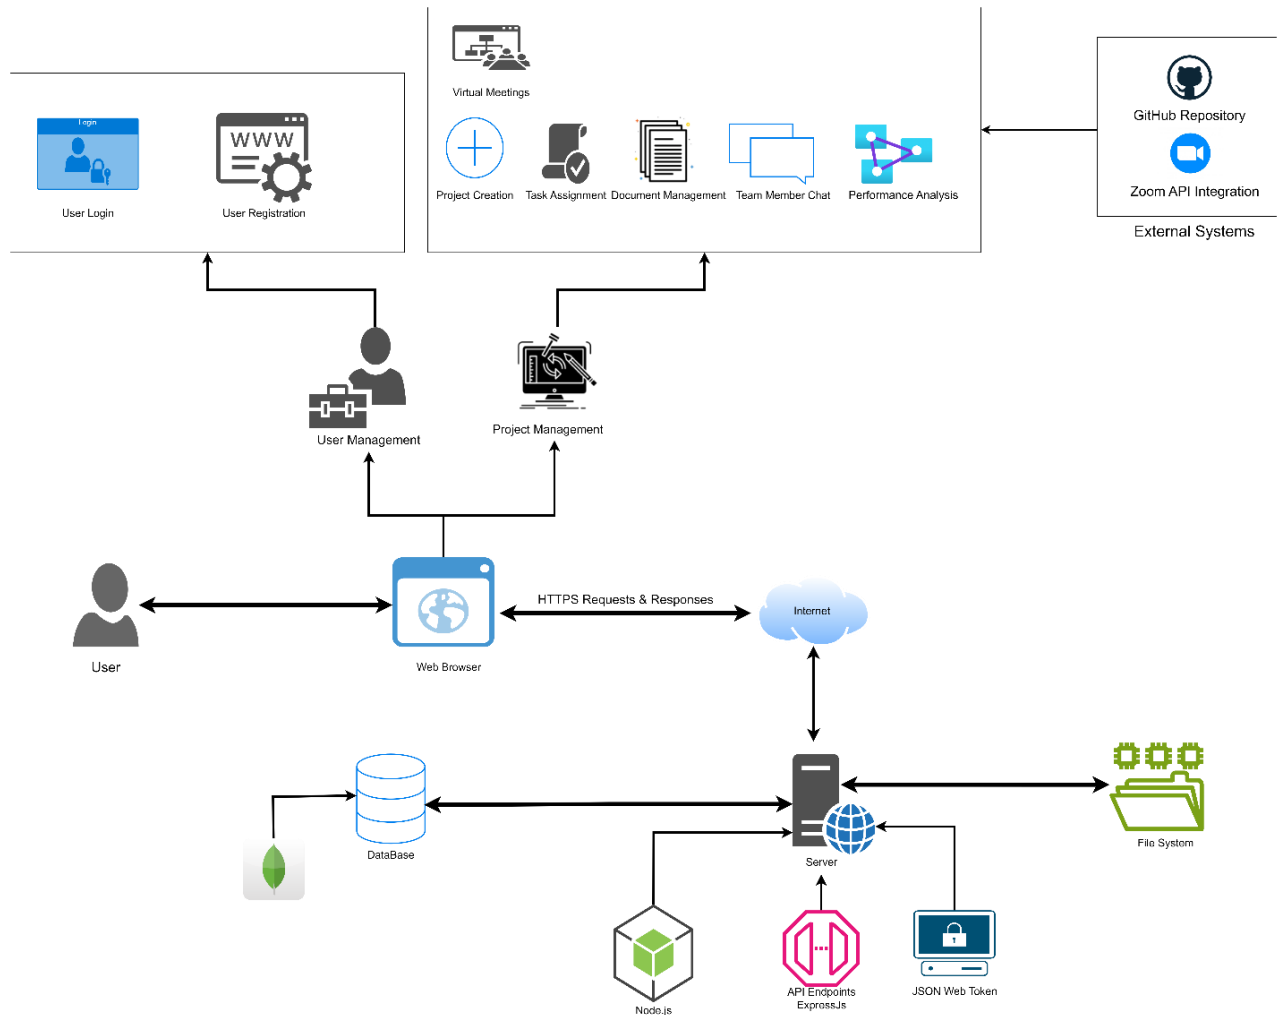 Virtual Meetings
Login
WWW
GitHub Repository
Project Creation
Task Assignment
Document Management
Team Member Chat
Performance Analysis
Zoom API Integration
User Login
User Registration
External Systems
User Management
Project Management
HTTPS Requests & Responses
Internet
User
Web Browser
DataBase
Server
File System
Node.js
API Endpoints
ExpressJs
JSON Web Token